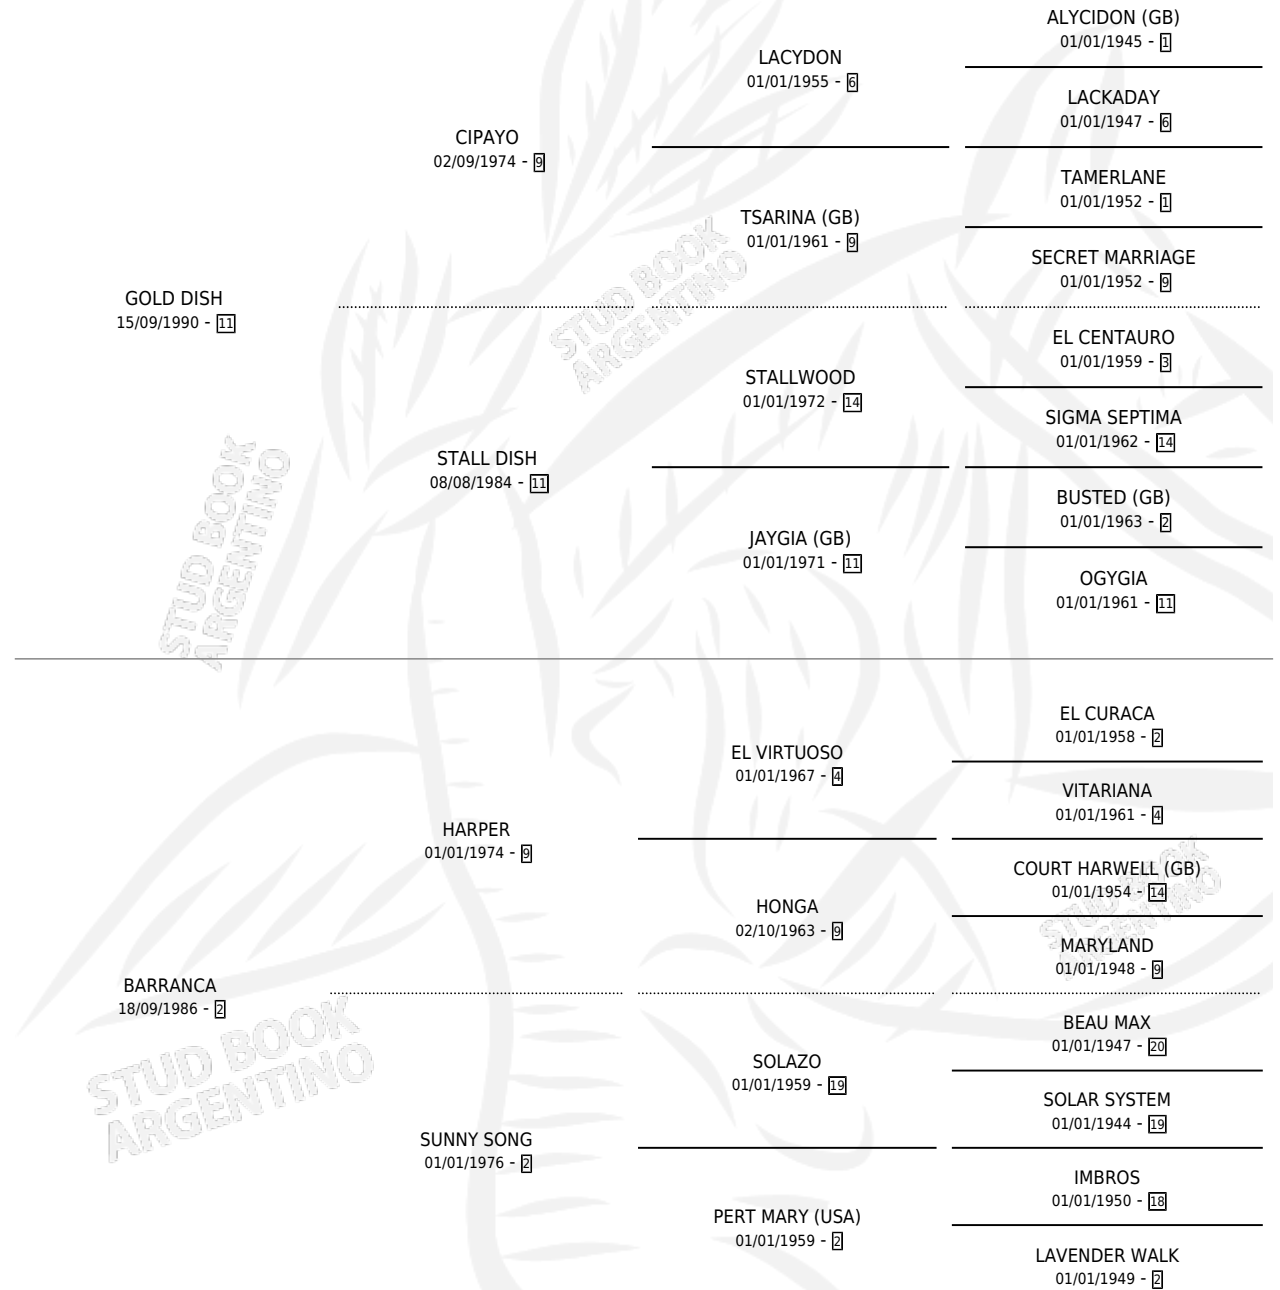 ALYCIDON (GB)
01/01/1945 - 1
LACYDON
01/01/1955 - 6
LACKADAY
01/01/1947 - 6
CIPAYO
02/09/1974 - 9
TAMERLANE
01/01/1952 - 1
TSARINA (GB)
01/01/1961 - 9
SECRET MARRIAGE
01/01/1952 - 9
GOLD DISH
15/09/1990 - 11
EL CENTAURO
01/01/1959 - 3
STALLWOOD
01/01/1972 - 14
SIGMA SEPTIMA
01/01/1962 - 14
STALL DISH
08/08/1984 - 11
BUSTED (GB)
01/01/1963 - 2
JAYGIA (GB)
01/01/1971 - 11
OGYGIA
01/01/1961 - 11
STUD BOOK
ARGENTINO
STUD BOOK
ARGENTINO
EL CURACA
01/01/1958 - 2
EL VIRTUOSO
01/01/1967 - 4
VITARIANA
01/01/1961 - 4
HARPER
01/01/1974 - 9
COURT HARWELL (GB)
01/01/1954 - 14
HONGA
02/10/1963 - 9
MARYLAND
01/01/1948 - 9
BARRANCA
18/09/1986 - 2
BEAU MAX
01/01/1947 - 20
SOLAZO
01/01/1959 - 19
SOLAR SYSTEM
01/01/1944 - 19
SUNNY SONG
01/01/1976 - 2
IMBROS
01/01/1950 - 18
PERT MARY (USA)
01/01/1959 - 2
LAVENDER WALK
01/01/1949 - 2
STUD BOOK
ARGENTINO
STUD BOOK
ARGENTINO